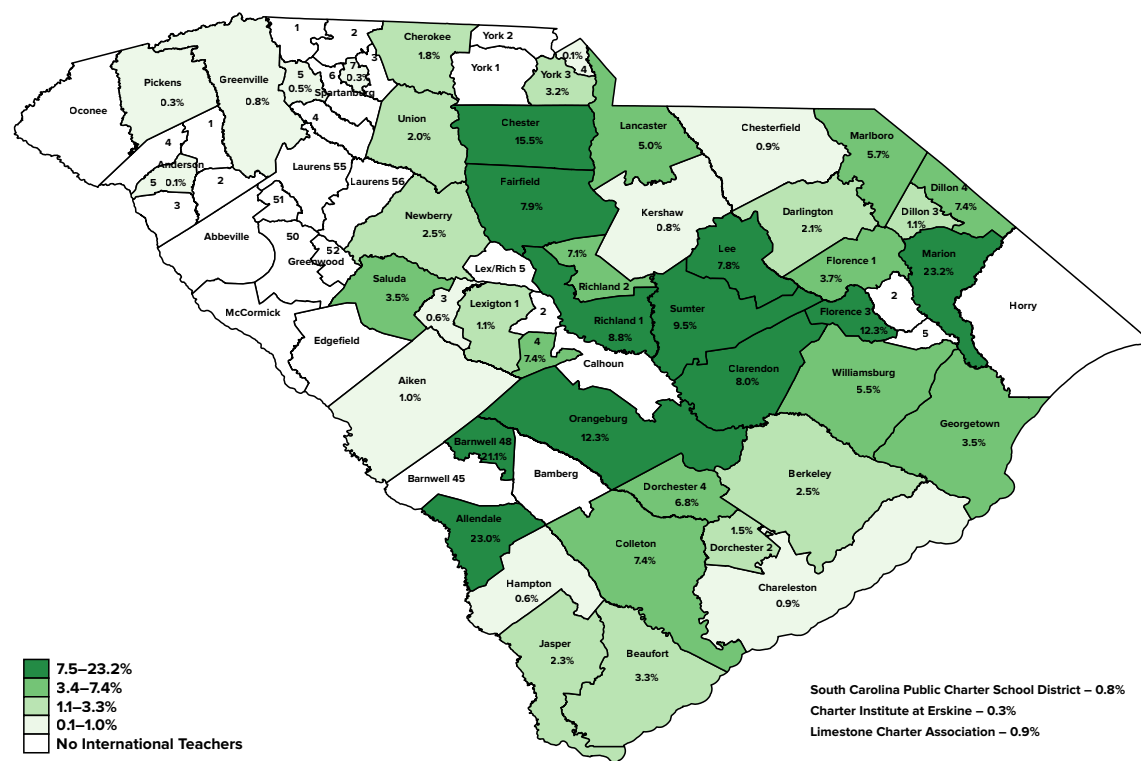 1
2
Cherokee
1.8%
York 2
0.1%
4
3
7
0.3%
6
5
0.5%
Spartanburg
4
York 1
York 3
3.2%
Pickens
0.3%
Greenville
0.8%
Oconee
1
4
Anderson
5
0.1%
2
3
Union
2.0%
Chester
15.5%
Lancaster
5.0%
Chesterfield
0.9%
Marlboro
5.7%
Laurens 55
Laurens 56
51
Fairfield
7.9%
Kershaw
0.8%
Darlington
2.1%
Dillon 4
7.4%
Dillon 3
1.1%
Newberry
2.5%
Abbeville
50
52
Greenwood
Lee
7.8%
Florence 1
3.7%
Marion
23.2%
7.1%
Richland 2
Lex/Rich 5
Saluda
3.5%
3
0.6%
Lexigton 1
1.1%
2
Richland 1
8.8%
Sumter
9.5%
2
Florence 3
12.3%
5
Horry
McCormick
Edgefield
4
7.4%
Calhoun
Clarendon
8.0%
Williamsburg
5.5%
Aiken
1.0%
Orangeburg
12.3%
Georgetown
3.5%
Barnwell 48
21.1%
Barnwell 45
Bamberg
Dorchester 4
6.8%
Berkeley
2.5%
Allendale
23.0%
Colleton
7.4%
1.5%
Dorchester 2
Hampton
0.6%
Chareleston
0.9%
Jasper
2.3%
Beaufort
3.3%
7.5–23.2%
3.4–7.4%
1.1–3.3%
0.1–1.0%
No International Teachers
South Carolina Public Charter School District – 0.8%
Charter Institute at Erskine – 0.3%
Limestone Charter Association – 0.9%